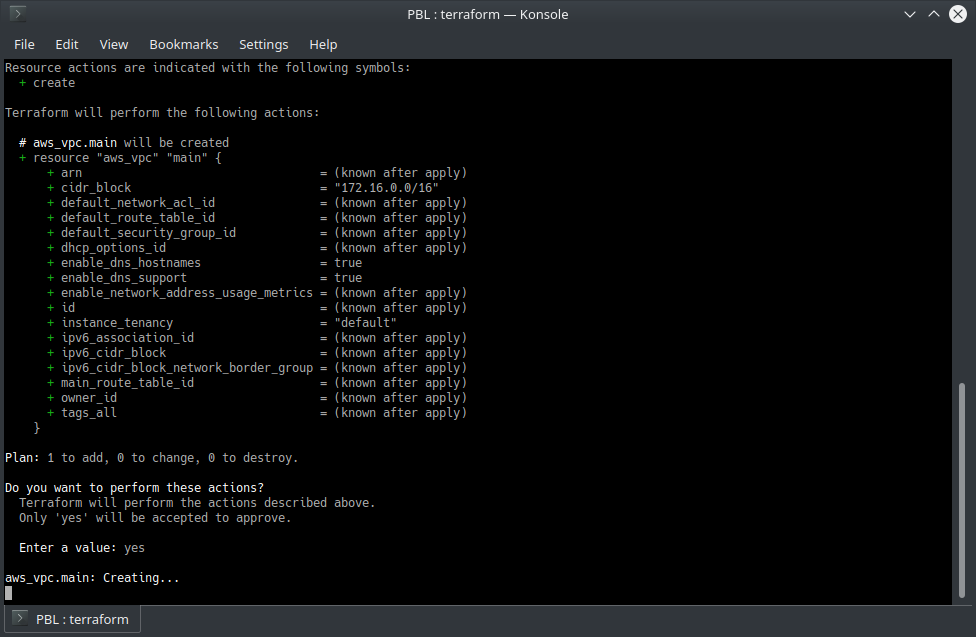 PBL : terraform — Konsole
File Edit View Bookmarks Settings Help
Resource actions are indicated with the following symbols:
  + create

Terraform will perform the following actions:

  # aws_vpc.main will be created
  + resource "aws_vpc" "main" {
      + arn                                  = (known after apply)
      + cidr_block                           = "172.16.0.0/16"
      + default_network_acl_id               = (known after apply)
      + default_route_table_id               = (known after apply)
      + default_security_group_id            = (known after apply)
      + dhcp_options_id                      = (known after apply)
      + enable_dns_hostnames                 = true
      + enable_dns_support                   = true
      + enable_network_address_usage_metrics = (known after apply)
      + id                                   = (known after apply)
      + instance_tenancy                     = "default"
      + ipv6_association_id                  = (known after apply)
      + ipv6_cidr_block                      = (known after apply)
      + ipv6_cidr_block_network_border_group = (known after apply)
      + main_route_table_id                  = (known after apply)
      + owner_id                             = (known after apply)
      + tags_all                             = (known after apply)
    }

Plan: 1 to add, 0 to change, 0 to destroy.

Do you want to perform these actions?
  Terraform will perform the actions described above.
  Only 'yes' will be accepted to approve.

  Enter a value: yes

aws_vpc.main: Creating...
PBL : terraform